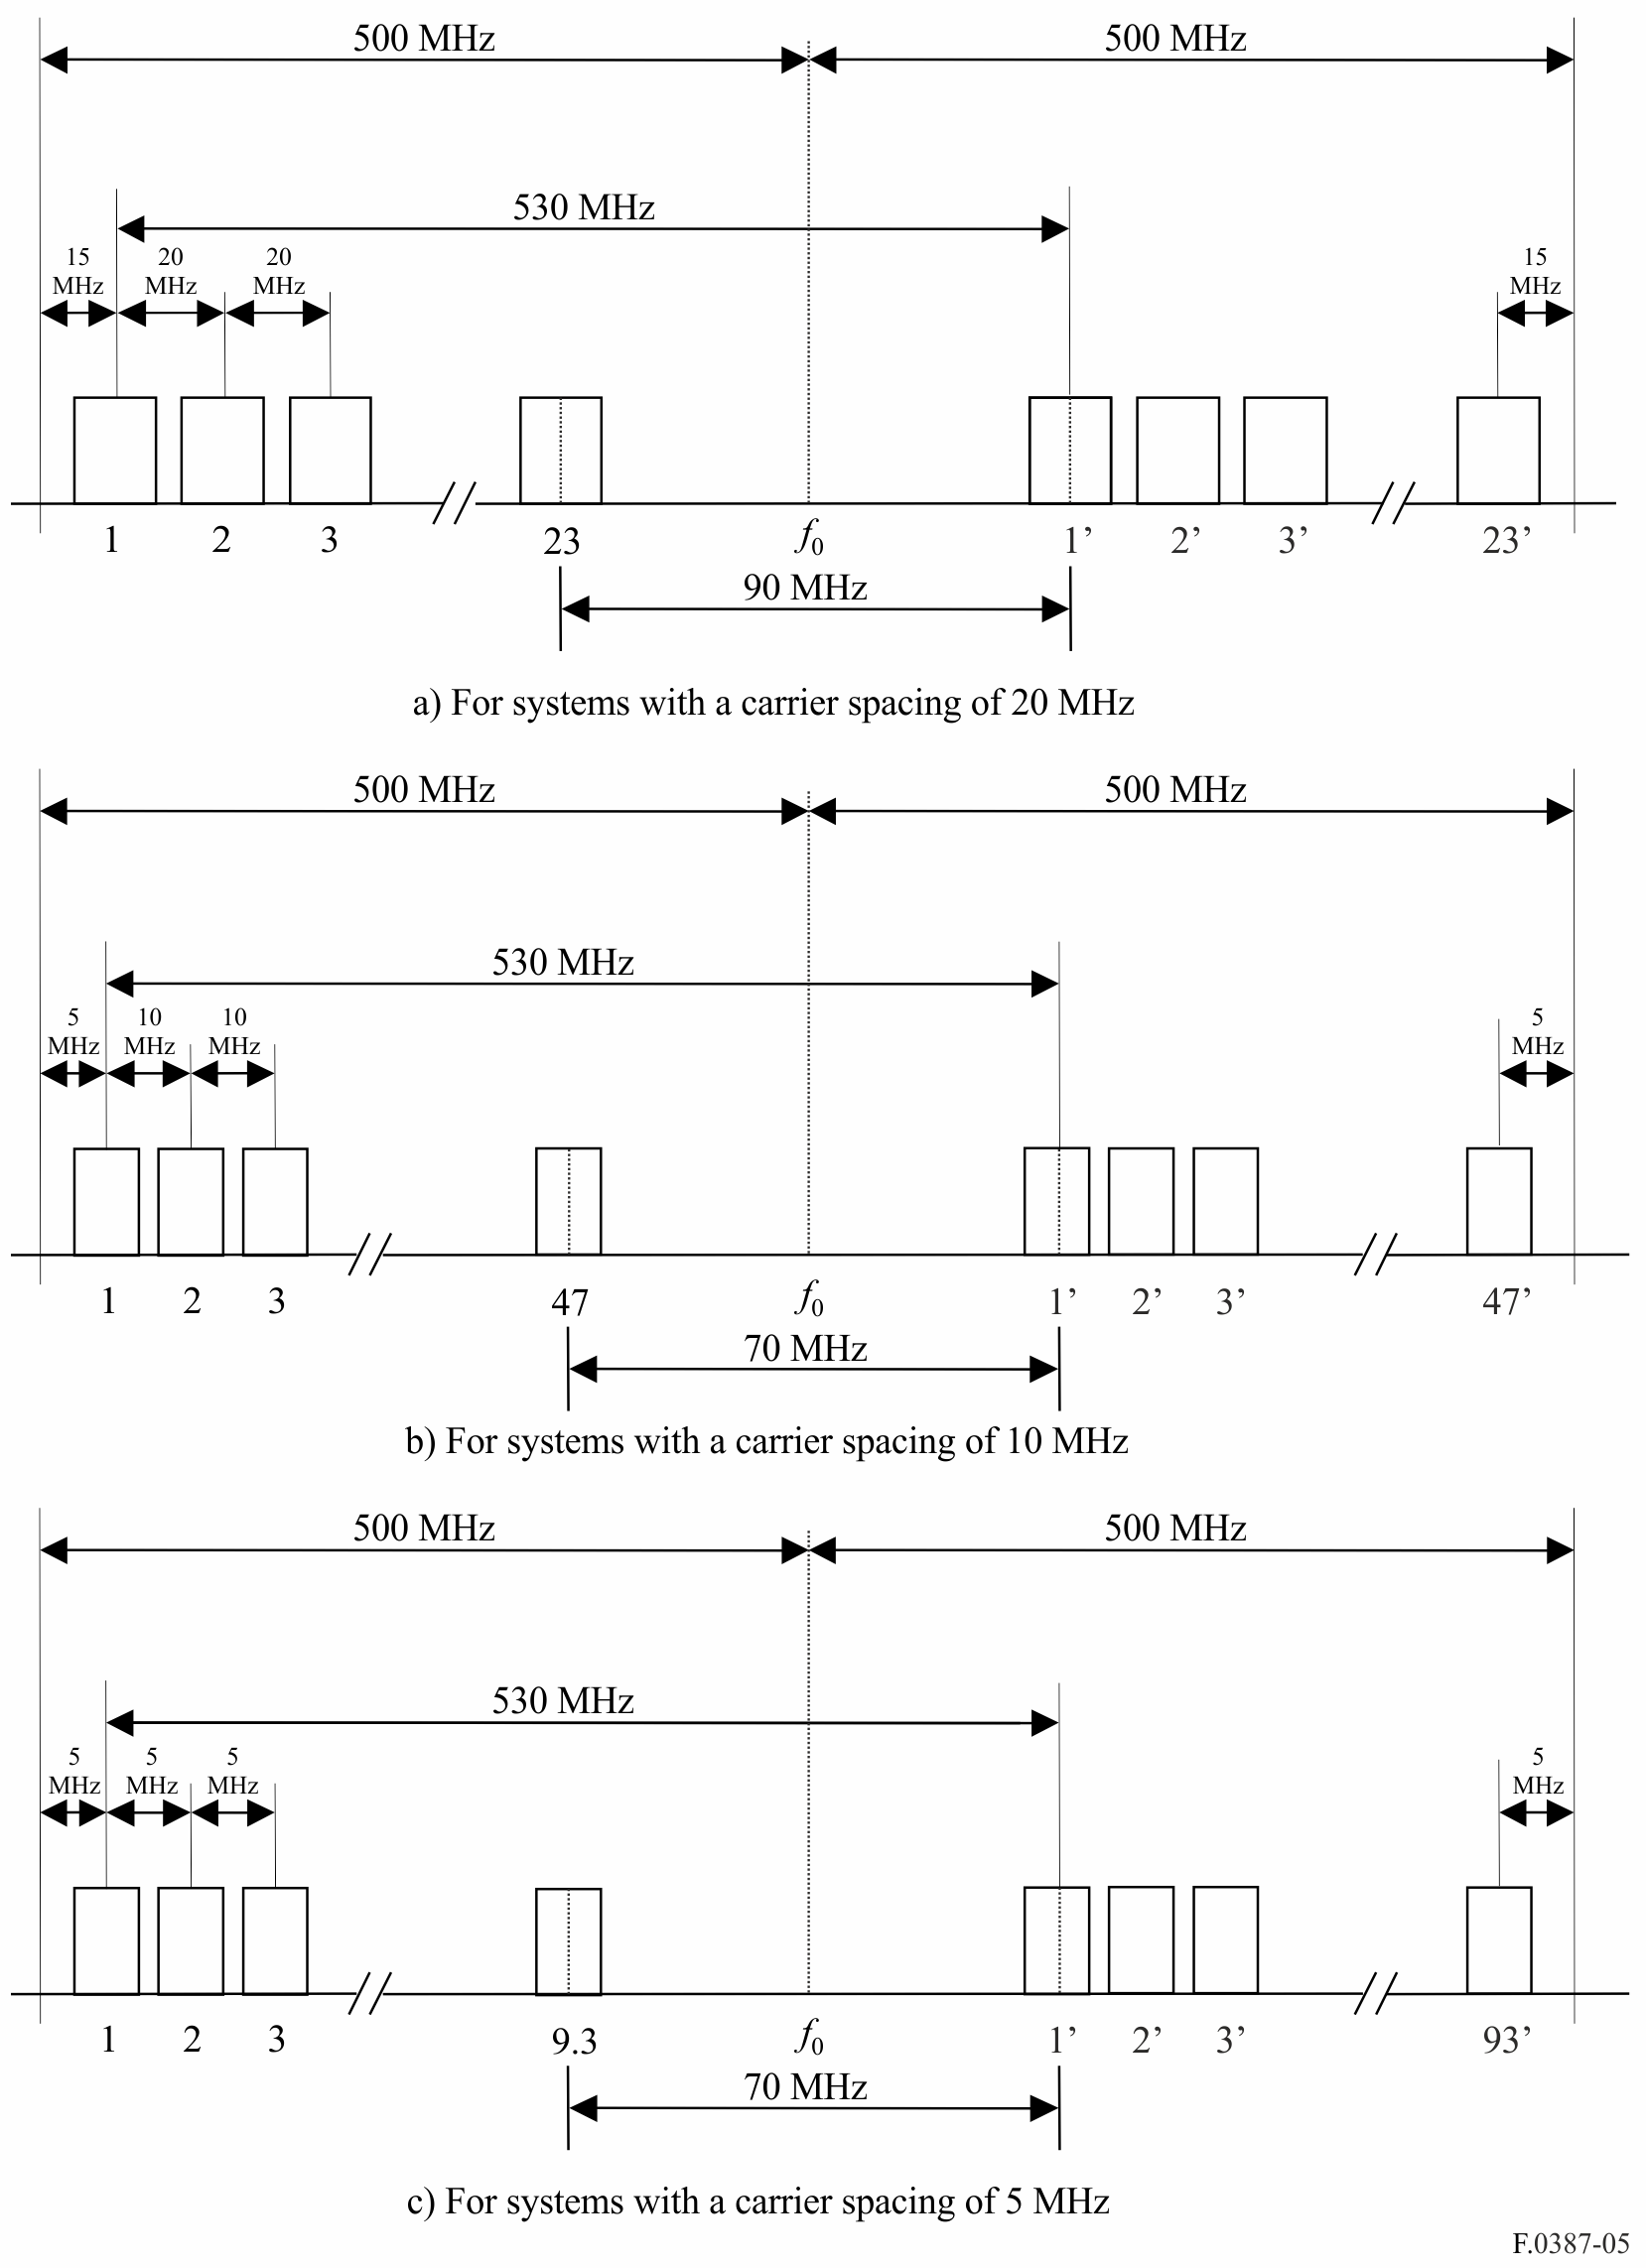 500 MHz 500 MHz
530 MHz
15 20 20 15
MHz MHz MHz MHz
1 2 3 23 f0 1’ 2’ 3’ 23’
90 MHz
a) For systems with a carrier spacing of 20 MHz
500 MHz 500 MHz
530 MHz
5 10 10 5
MHz MHz MHz MHz
1 2 3 47 f0 1’ 2’ 3’ 47’
70 MHz
b) For systems with a carrier spacing of 10 MHz
500 MHz 500 MHz
530 MHz
5 5 5 5
MHz MHz MHz MHz
1 2 3 9.3 f0 1’ 2’ 3’ 93’
70 MHz
c) For systems with a carrier spacing of 5 MHz
F.0387-05